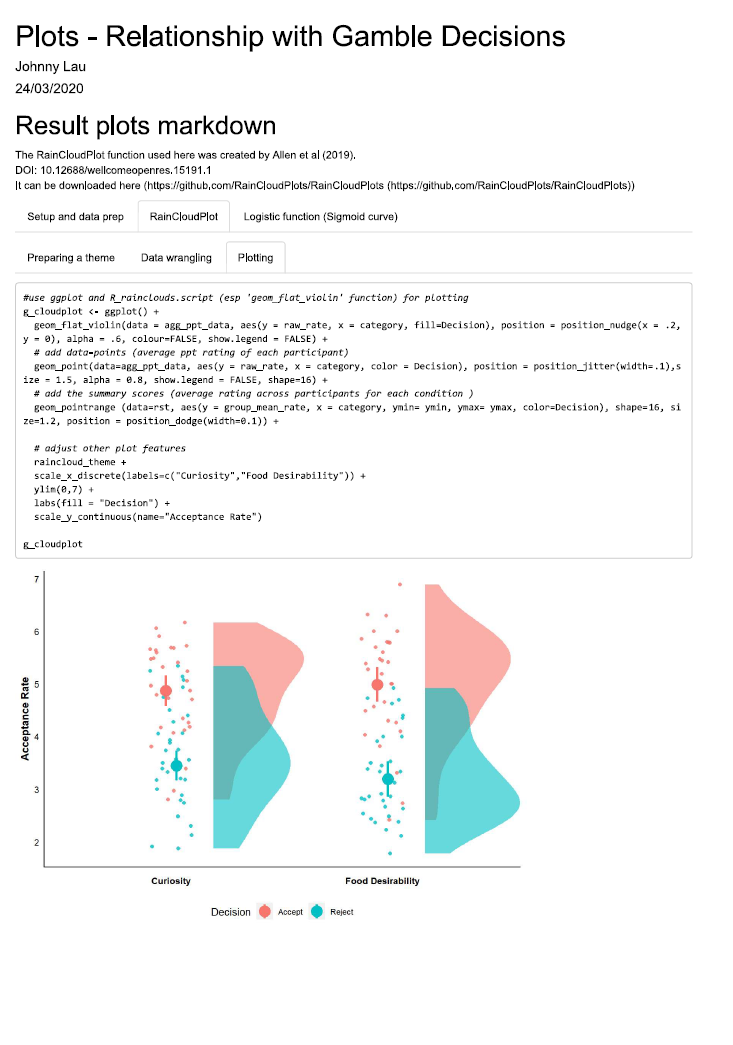 Plots - Relationship with Gamble Decisions
Johnny Lau
24/03/2020
Result plots markdown
The RainCloudPlot function used here was created by Allen et al (2019).
DOI: 10.12688/wellcomeopenres.15191.1
It can be downloaded here (https://github.com/RainCloudPlots/RainCloudPlots (https://github.com/RainCloudPlots/RainCloudPlots))
Setup and data prep RainCloudPlot Logistic function (Sigmoid curve)
Preparing a theme Data wrangling Plotting
#use ggplot and R_rainclouds.script (esp 'geom_flat_violin' function) for plotting
g_cloudplot <- ggplot() +
geom_flat_violin(data = agg_ppt_data, aes(y = raw_rate, x = category, fill=Decision), position = position_nudge(x = .2,
y = 0), alpha = .6, colour=FALSE, show.legend = FALSE) +
# add data-points (average ppt rating of each participant)
geom_point(data=agg_ppt_data, aes(y = raw_rate, x = category, color = Decision), position = position_jitter(width=.1),s
ize = 1.5, alpha = 0.8, show.legend = FALSE, shape=16) +
# add the summary scores (average rating across participants for each condition )
geom_pointrange (data=rst, aes(y = group_mean_rate, x = category, ymin= ymin, ymax= ymax, color=Decision), shape=16, si
ze=1.2, position = position_dodge(width=0.1)) +
# adjust other plot features
raincloud_theme +
scale_x_discrete(labels=c("Curiosity","Food Desirability")) +
ylim(0,7) +
labs(fill = "Decision") +
scale_y_continuous(name="Acceptance Rate")
g_cloudplot
7
6
5
4
3
2
Acceptance Rate
Curiosity Food Desirability
Decision Accept Reject